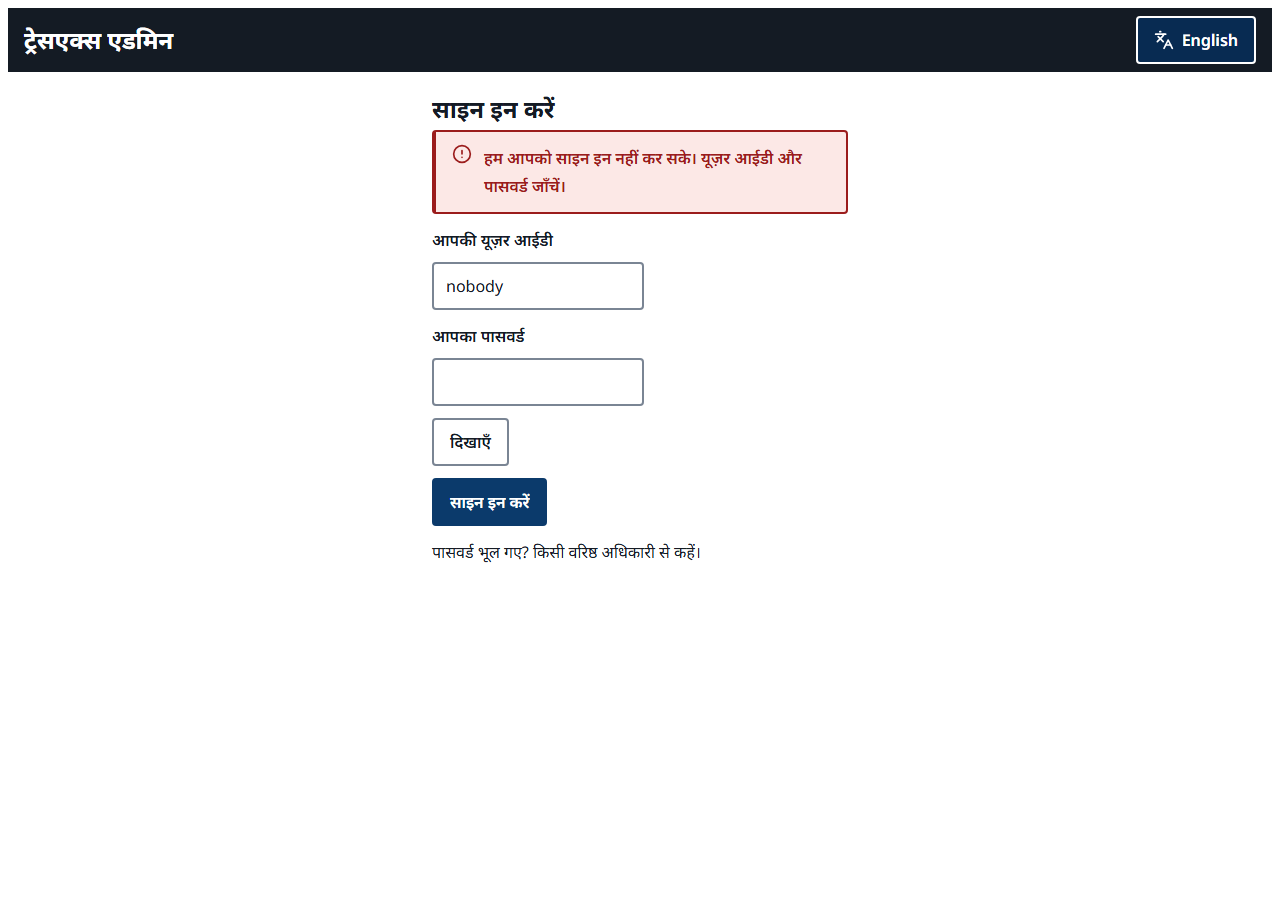 ट्रेसएक्स एडमिन
English
साइन इन करें
हम आपको साइन इन नहीं कर सके। यूज़र आईडी और
पासवर्ड जाँचें।
आपकी यूज़र आईडी
nobody
आपका पासवर्ड
दिखाएँ
साइन इन करें
पासवर्ड भूल गए? किसी वरिष्ठ अधिकारी से कहें।